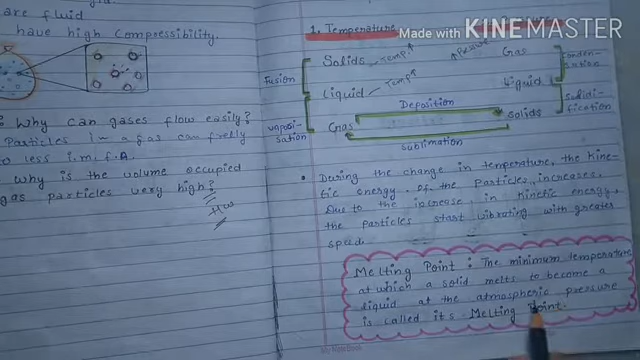 are fluid
have high compressibility.
Why can gases flow easily?
Particles in a gas can freely
to less i.m.f.A.
why is the volume occupied
gas particles very high?
HW
1. Temperature
Made with KINEMASTER
Solids Temp↑ Pressure Gas
Fusion conden-
Liquid Temp↑ Liquid
Deposition solidi-
fication
Gas Solids
sublimation
During the change in temperature, the Kine-
tic energy of the particles increases.
Due to the increase in kinetic energy,
the particles start vibrating with greater
speed.
Melting Point : The minimum temperature
at which a solid melts to become a
liquid at the atmospheric pressure
is called its Melting Point.